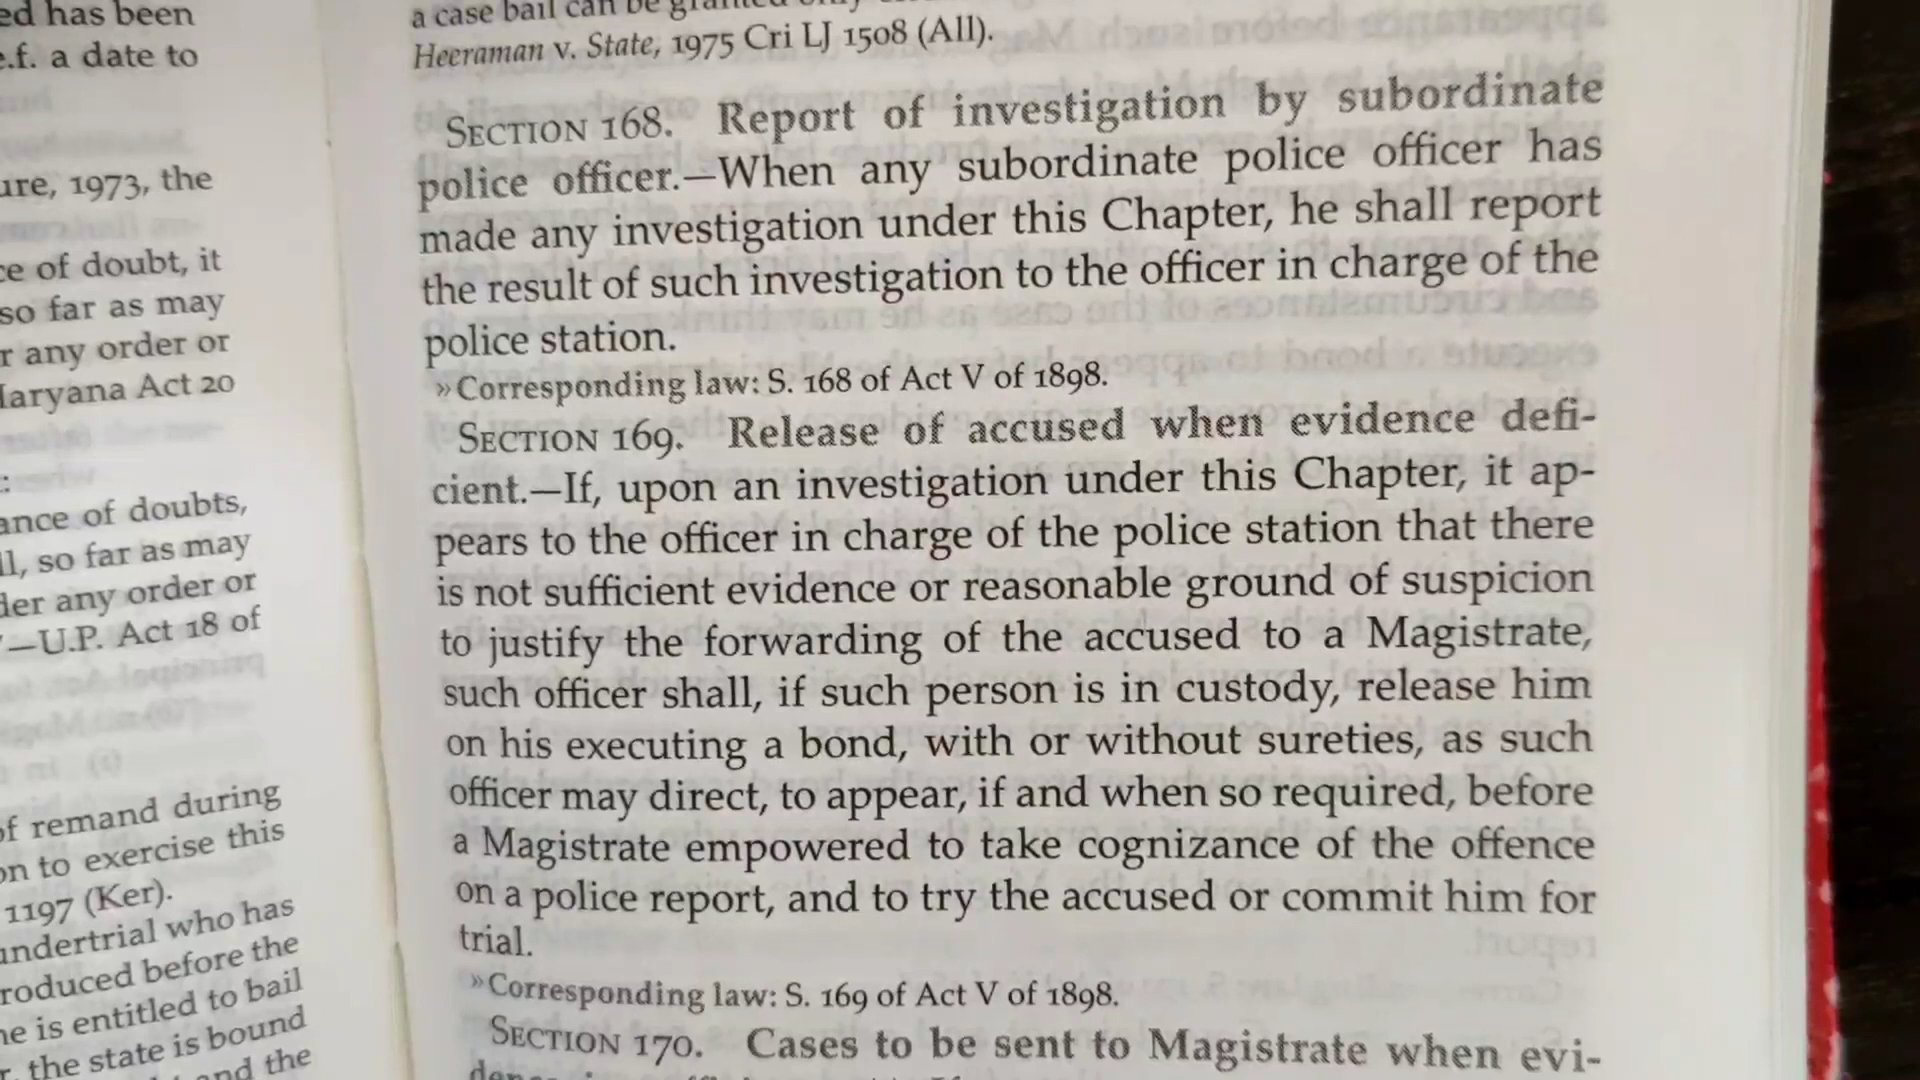 ed has been
e.f. a date to
ure, 1973, the
ce of doubt, it
so far as may
r any order or
Haryana Act 20
:
ance of doubts,
ll, so far as may
der any order or
—U.P. Act 18 of
of remand during
on to exercise this
1197 (Ker).
undertrial who has
roduced before the
he is entitled to bail
r, the state is bound
and the
a case bail can be granted only
Heeraman v. State, 1975 Cri LJ 1508 (All).
SECTION 168. Report of investigation by subordinate
police officer.—When any subordinate police officer has
made any investigation under this Chapter, he shall report
the result of such investigation to the officer in charge of the
police station.
» Corresponding law: S. 168 of Act V of 1898.
SECTION 169. Release of accused when evidence defi-
cient.—If, upon an investigation under this Chapter, it ap-
pears to the officer in charge of the police station that there
is not sufficient evidence or reasonable ground of suspicion
to justify the forwarding of the accused to a Magistrate,
such officer shall, if such person is in custody, release him
on his executing a bond, with or without sureties, as such
officer may direct, to appear, if and when so required, before
a Magistrate empowered to take cognizance of the offence
on a police report, and to try the accused or commit him for
trial.
» Corresponding law: S. 169 of Act V of 1898.
SECTION 170. Cases to be sent to Magistrate when evi-